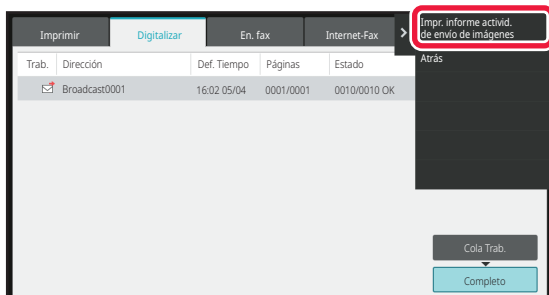 Imprimir Digitalizar En. fax Internet-Fax
Impr. informe activid.
de envío de imágenes
Atrás
Trab. Dirección Def. Tiempo Páginas Estado
Broadcast0001 16:02 05/04 0001/0001 0010/0010 OK
Cola Trab.
Completo